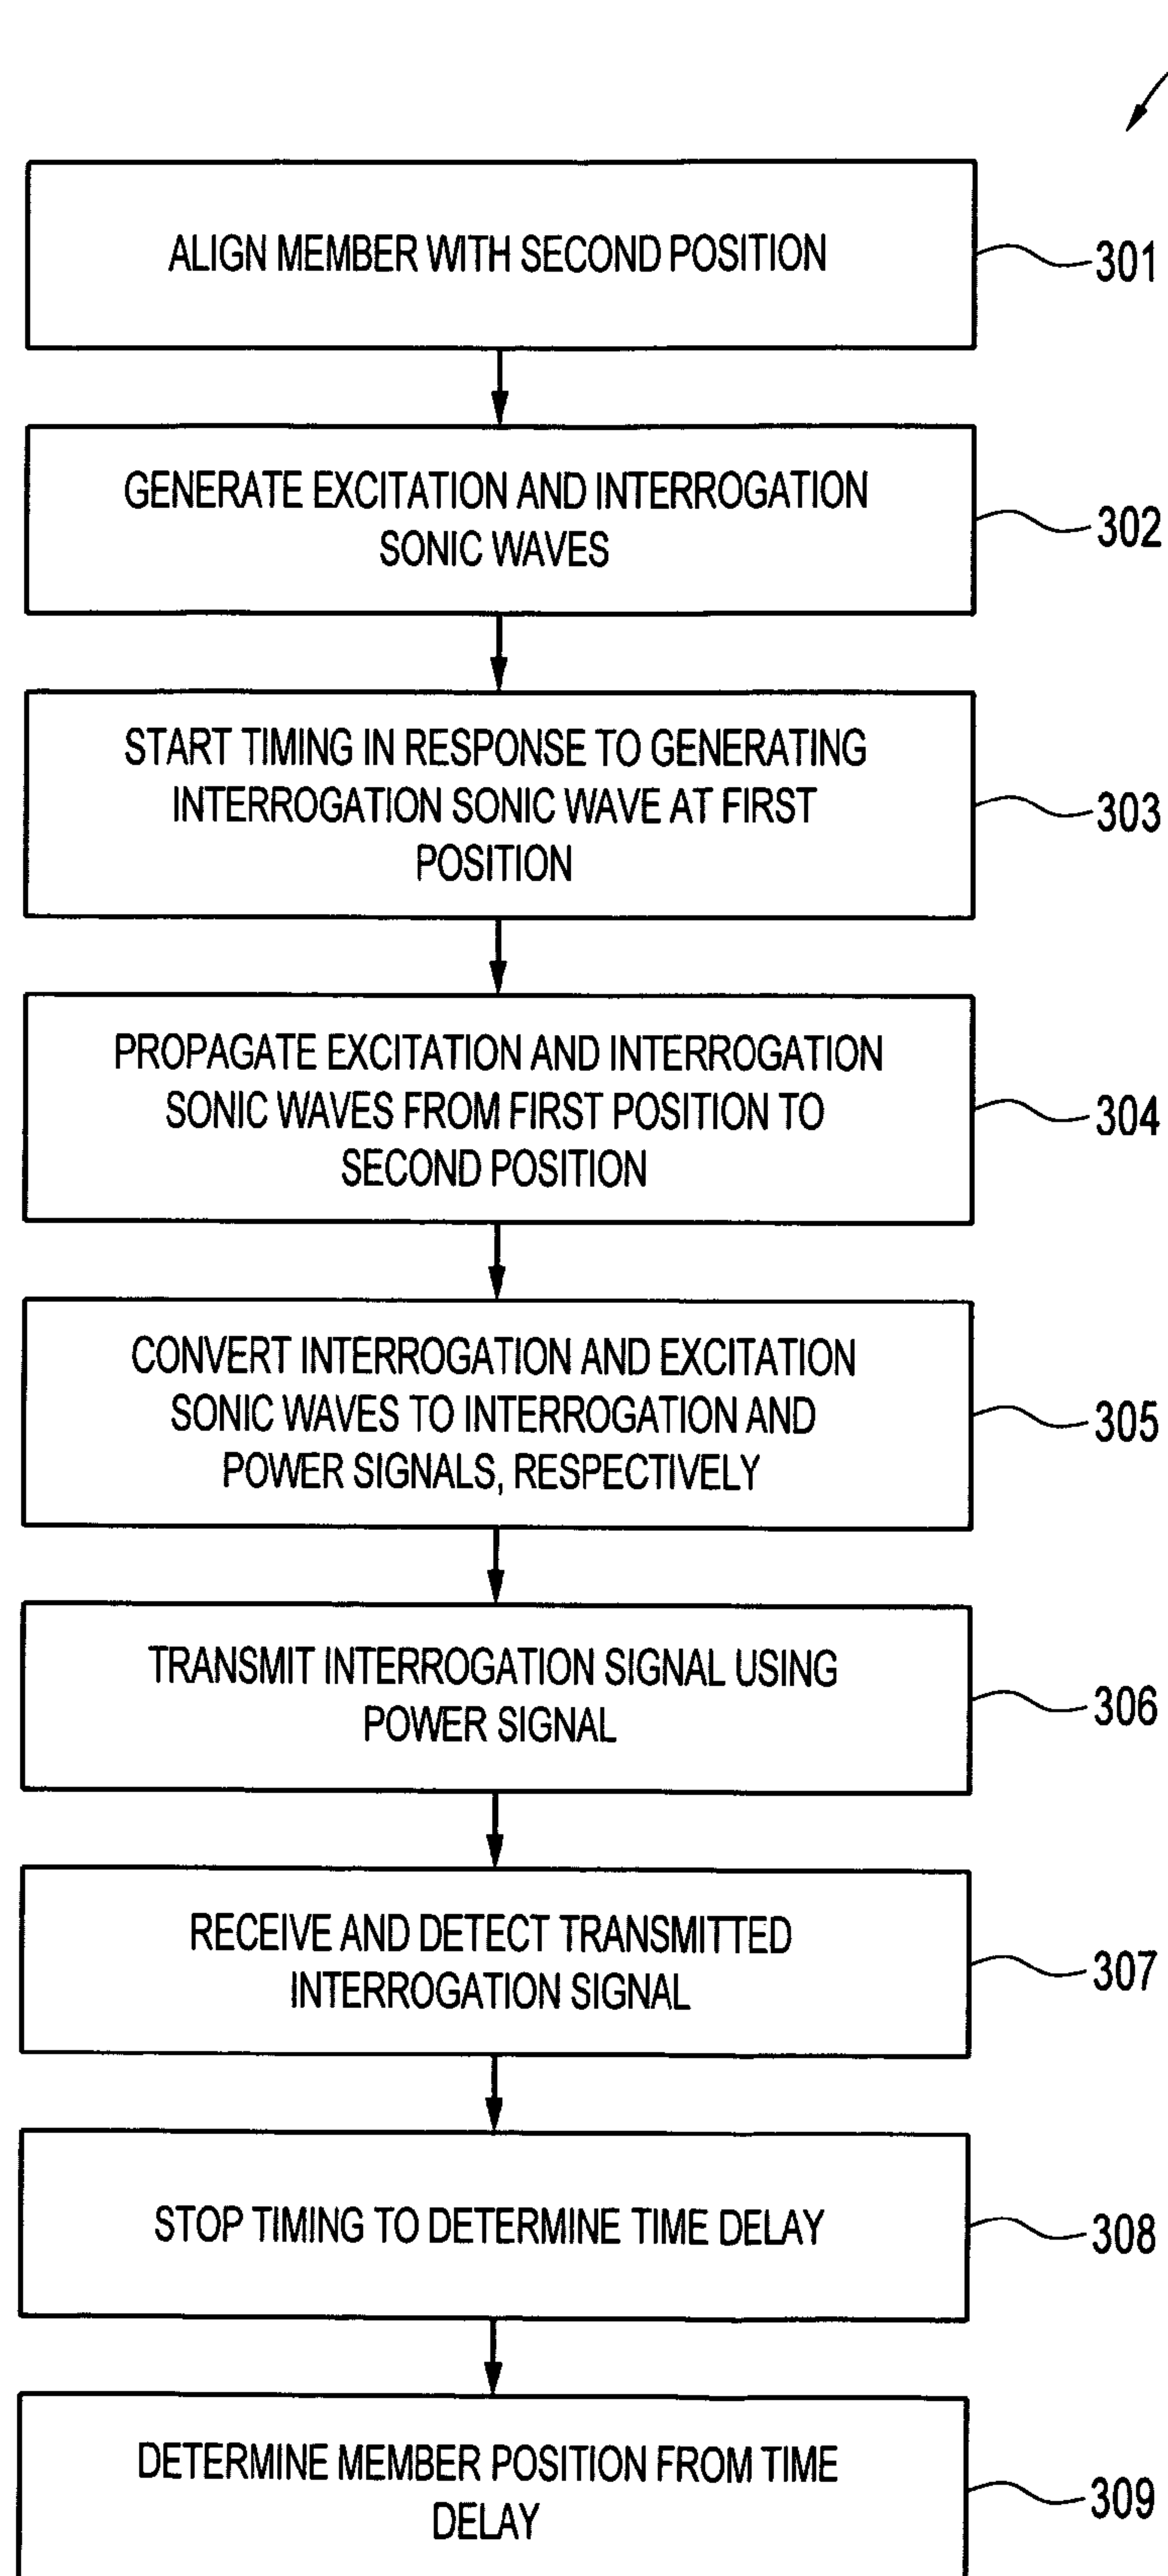 ALIGN MEMBER WITH SECOND POSITION
301
GENERATE EXCITATION AND INTERROGATION
SONIC WAVES
302
START TIMING IN RESPONSE TO GENERATING
INTERROGATION SONIC WAVE AT FIRST
POSITION
303
PROPAGATE EXCITATION AND INTERROGATION
SONIC WAVES FROM FIRST POSITION TO
SECOND POSITION
304
CONVERT INTERROGATION AND EXCITATION
SONIC WAVES TO INTERROGATION AND
POWER SIGNALS, RESPECTIVELY
305
TRANSMIT INTERROGATION SIGNAL USING
POWER SIGNAL
306
RECEIVE AND DETECT TRANSMITTED
INTERROGATION SIGNAL
307
STOP TIMING TO DETERMINE TIME DELAY
308
DETERMINE MEMBER POSITION FROM TIME
DELAY
309